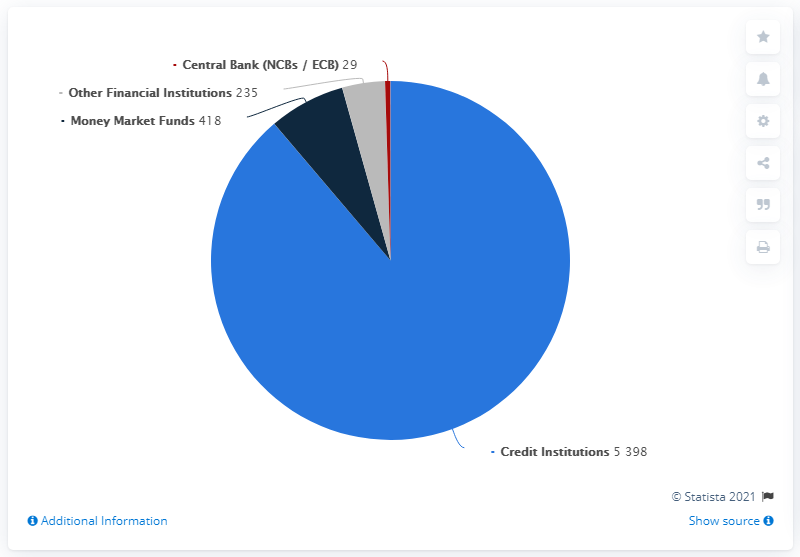 Central Bank (NCBs / ECB) 29
Other Financial Institutions 235
Money Market Funds 418
Credit Institutions 5 398
© Statista 2021
Additional Information
Show source